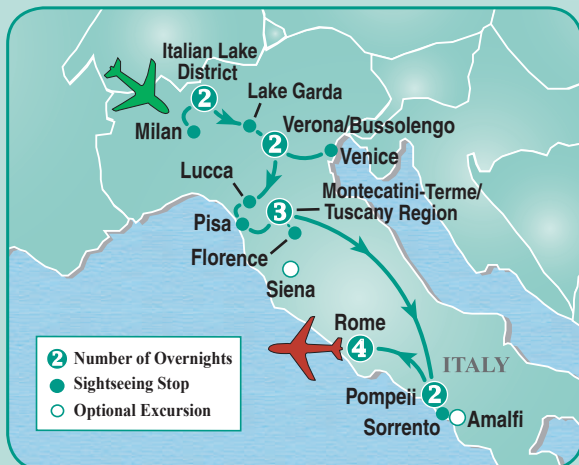 Italian Lake
District
2
Lake Garda
Milan
Verona/Bussolengo
2
Venice
Lucca
Montecatini-Terme/
Tuscany Region
3
Pisa
Florence
Siena
Rome
4
ITALY
Pompeii
2
Amalfi
Sorrento
2 Number of Overnights
Sightseeing Stop
Optional Excursion